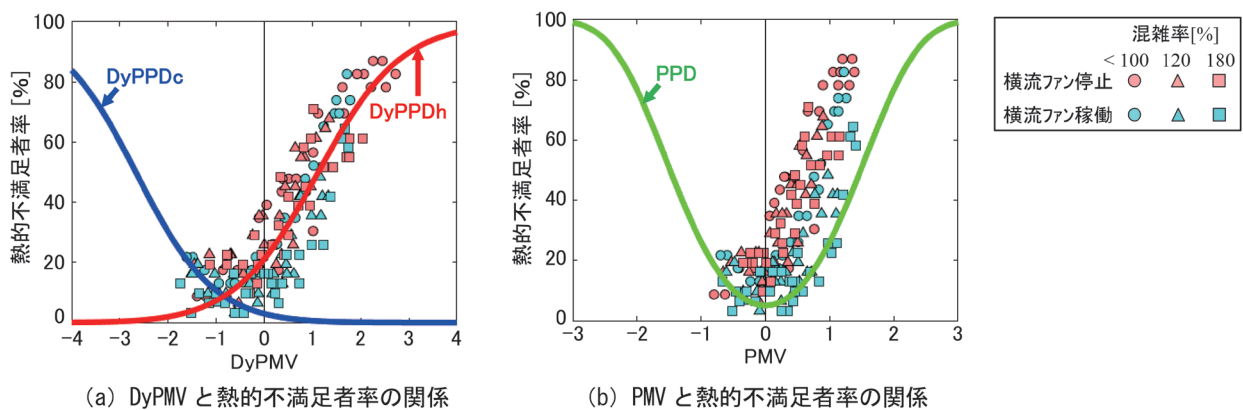 熱的不満足者率 [%]
100
80
60
40
20
0
DyPPDc
DyPPDh
-4 -3 -2 -1 0 1 2 3 4
DyPMV
(a) DyPMV と熱的不満足者率の関係
熱的不満足者率 [%]
100
80
60
40
20
0
PPD
-3 -2 -1 0 1 2 3
PMV
(b) PMV と熱的不満足者率の関係
混雑率[%]
<100 120 180
横流ファン停止
横流ファン稼働